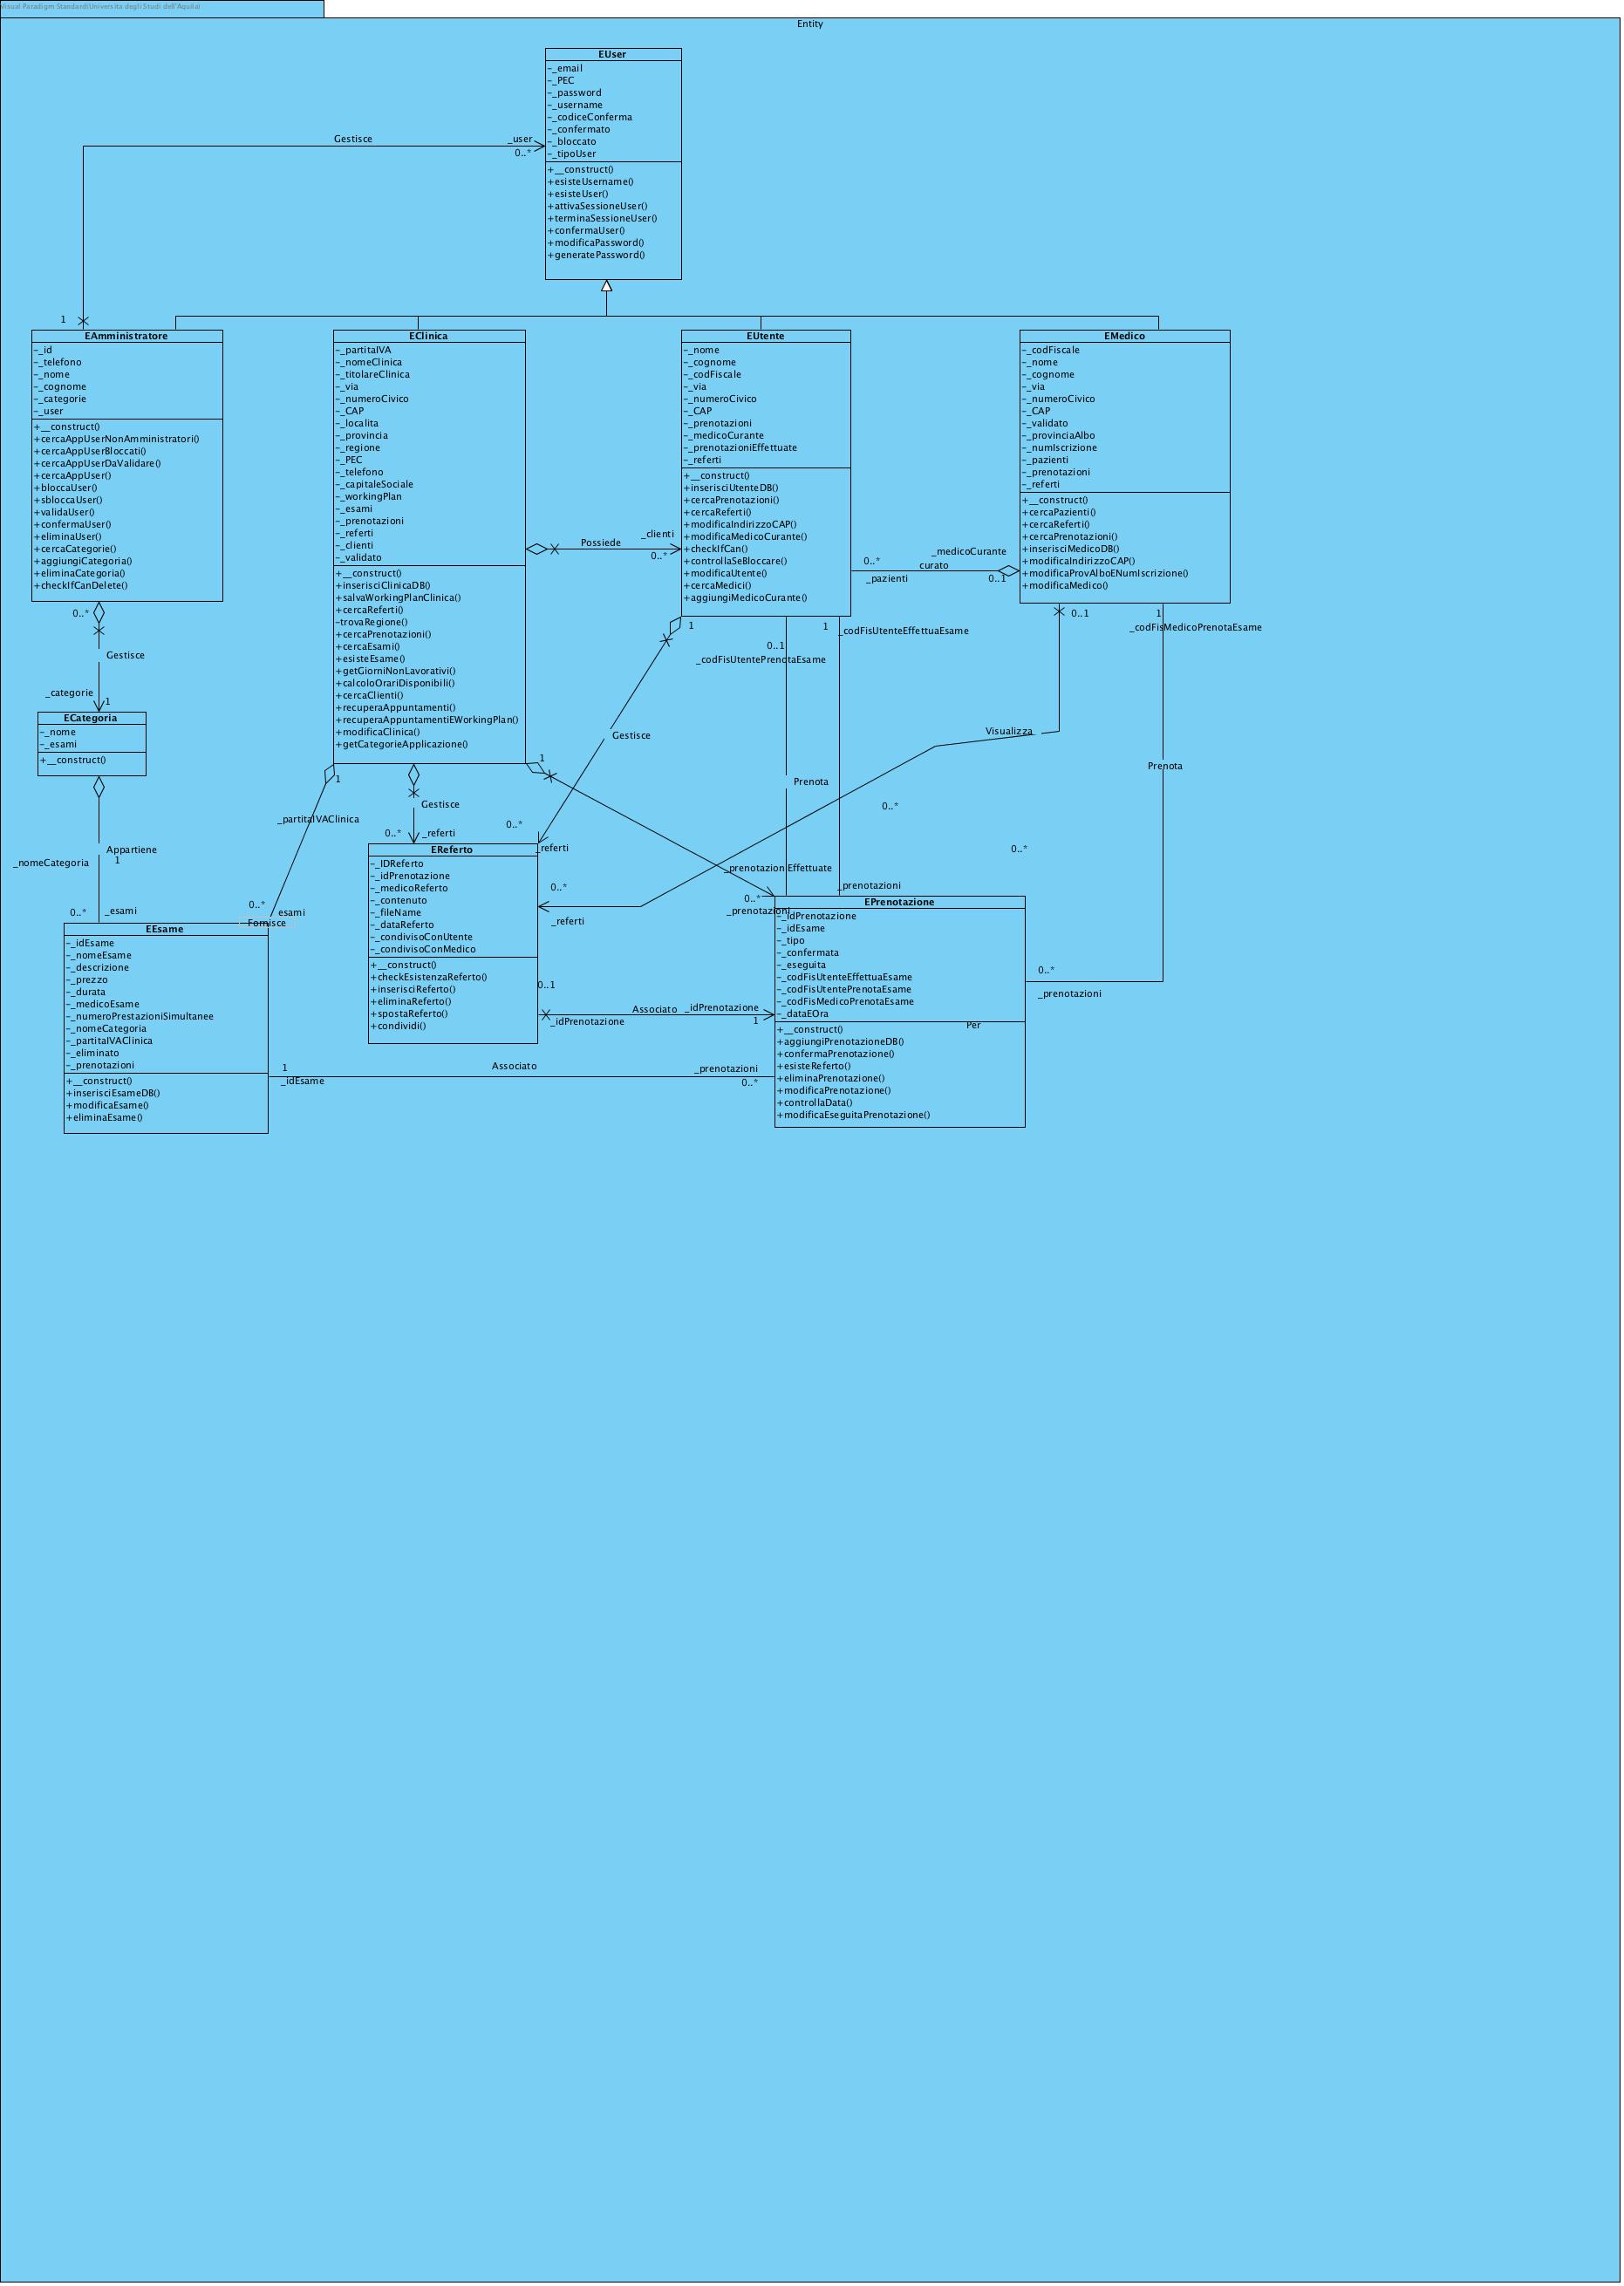 Visual Paradigm Standard(Universita degli Studi dell'Aquila)
Entity
EUser
-_email
-_PEC
-_password
-_username
-_codiceConferma
-_confermato
-_bloccato
-_tipoUser
+__construct()
+esisteUsername()
+esisteUser()
+attivaSessioneUser()
+terminaSessioneUser()
+confermaUser()
+modificaPassword()
+generatePassword()
Gestisce
_user
0..*
1
EAmministratore
-_id
-_telefono
-_nome
-_cognome
-_categorie
-_user
+__construct()
+cercaAppUserNonAmministratori()
+cercaAppUserBloccati()
+cercaAppUserDaValidare()
+cercaAppUser()
+bloccaUser()
+sbloccaUser()
+validaUser()
+confermaUser()
+eliminaUser()
+cercaCategorie()
+aggiungiCategoria()
+eliminaCategoria()
+checkIfCanDelete()
EClinica
-_partitaIVA
-_nomeClinica
-_titolareClinica
-_via
-_numeroCivico
-_CAP
-_localita
-_provincia
-_regione
-_PEC
-_telefono
-_capitaleSociale
-_workingPlan
-_esami
-_prenotazioni
-_referti
-_clienti
-_validato
+__construct()
+inserisciClinicaDB()
+salvaWorkingPlanClinica()
+cercaReferti()
-trovaRegione()
+cercaPrenotazioni()
+cercaEsami()
+esisteEsame()
+getGiorniNonLavorativi()
+calcoloOrariDisponibili()
+cercaClienti()
+recuperaAppuntamenti()
+recuperaAppuntamentiEWorkingPlan()
+modificaClinica()
+getCategorieApplicazione()
EUtente
-_nome
-_cognome
-_codFiscale
-_via
-_numeroCivico
-_CAP
-_prenotazioni
-_medicoCurante
-_prenotazioniEffettuate
-_referti
+__construct()
+inserisciUtenteDB()
+cercaPrenotazioni()
+cercaReferti()
+modificaIndirizzoCAP()
+modificaMedicoCurante()
+checkIfCan()
+controllaSeBloccare()
+modificaUtente()
+cercaMedici()
+aggiungiMedicoCurante()
EMedico
-_codFiscale
-_nome
-_cognome
-_via
-_numeroCivico
-_CAP
-_validato
-_provinciaAlbo
-_numIscrizione
-_pazienti
-_prenotazioni
-_referti
+__construct()
+cercaPazienti()
+cercaReferti()
+cercaPrenotazioni()
+inserisciMedicoDB()
+modificaIndirizzoCAP()
+modificaProvAlboENumIscrizione()
+modificaMedico()
_clienti
Possiede
0..*
_medicoCurante
0..*
curato
_pazienti
0..1
0..*
Gestisce
_categorie
1
1
0..1
_codFisUtentePrenotaEsame
1
_codFisUtenteEffettuaEsame
0..1
1
_codFisMedicoPrenotaEsame
ECategoria
-_nome
-_esami
+__construct()
Gestisce
Visualizza
Prenota
Prenota
1
1
Gestisce
0..*
_partitaIVAClinica
0..*
0..*
_referti
_referti
0..*
Appartiene
1
_nomeCategoria
_prenotazioniEffettuate
_prenotazioni
0..*
_prenotazioni
0..*
_referti
0..*
_esami
0..*
esami
Fornisce
EReferto
-_IDReferto
-_idPrenotazione
-_medicoReferto
-_contenuto
-_fileName
-_dataReferto
-_condivisoConUtente
-_condivisoConMedico
+__construct()
+checkEsistenzaReferto()
+inserisciReferto()
+eliminaReferto()
+spostaReferto()
+condividi()
EPrenotazione
-_idPrenotazione
-_idEsame
-_tipo
-_confermata
-_eseguita
-_codFisUtenteEffettuaEsame
-_codFisUtentePrenotaEsame
-_codFisMedicoPrenotaEsame
-_dataEOra
Per
+__construct()
+aggiungiPrenotazioneDB()
+confermaPrenotazione()
+esisteReferto()
+eliminaPrenotazione()
+modificaPrenotazione()
+controllaData()
+modificaEseguitaPrenotazione()
EEsame
-_idEsame
-_nomeEsame
-_descrizione
-_prezzo
-_durata
-_medicoEsame
-_numeroPrestazioniSimultanee
-_nomeCategoria
-_partitaIVAClinica
-_eliminato
-_prenotazioni
+__construct()
+inserisciEsameDB()
+modificaEsame()
+eliminaEsame()
0..*
_prenotazioni
0..1
Associato
_idPrenotazione
_idPrenotazione
1
1
_idEsame
Associato
_prenotazioni
0..*